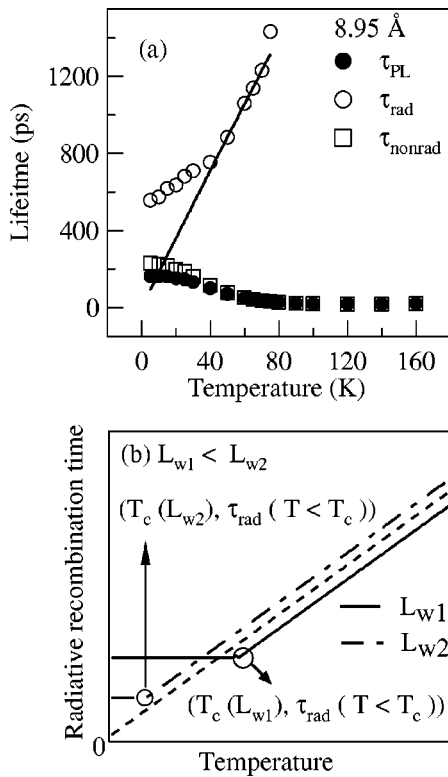 (a)
8.95 Å
τPL
τrad
τnonrad
Lifeitme (ps)
1200
800
400
0
0 40 80 120 160
Temperature (K)
(b) Lw1 < Lw2
(Tc (Lw2), τrad ( T < Tc ))
Lw1
Lw2
(Tc (Lw1), τrad ( T < Tc ))
Radiative recombination time
0
Temperature